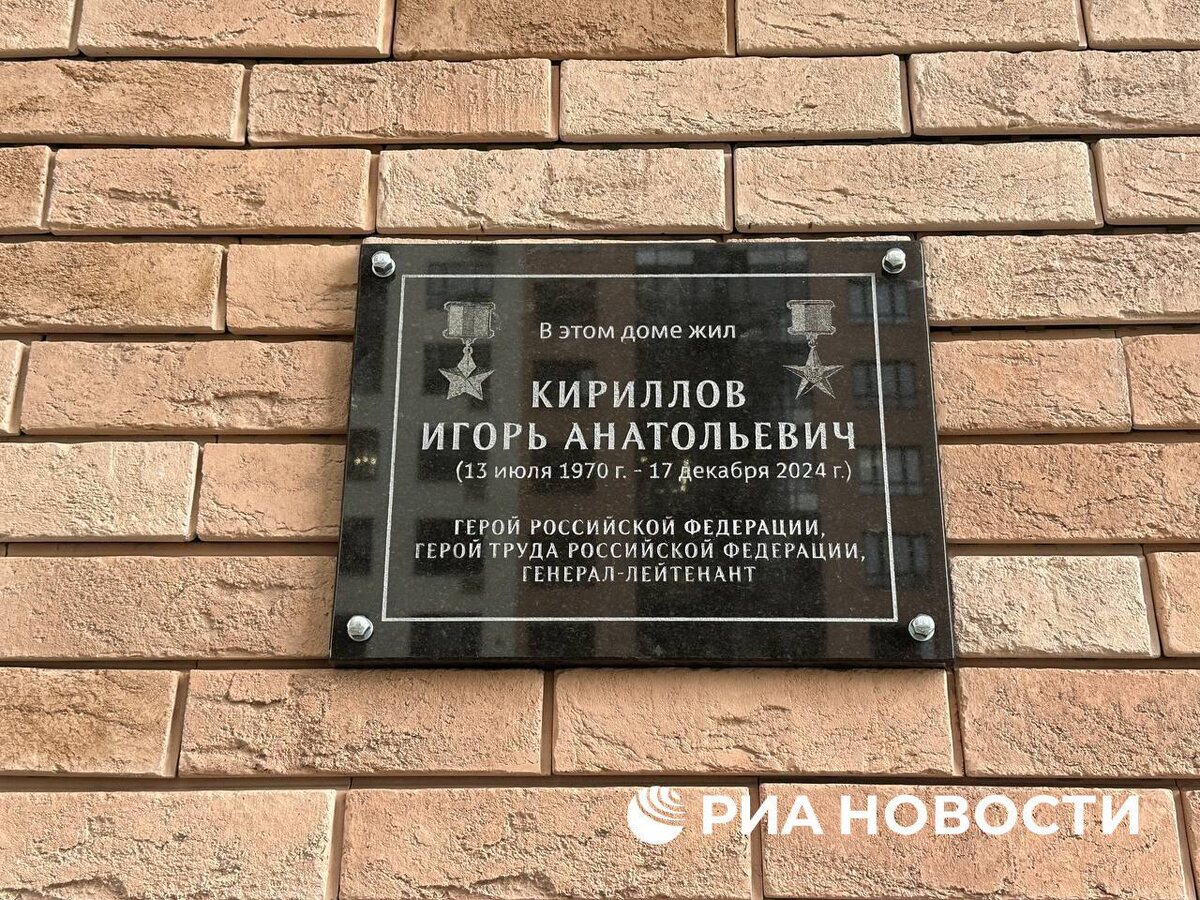 В этом доме жил
КИРИЛЛОВ
ИГОРЬ АНАТОЛЬЕВИЧ
(13 июля 1970 г. - 17 декабря 2024 г.)
ГЕРОЙ РОССИЙСКОЙ ФЕДЕРАЦИИ,
ГЕРОЙ ТРУДА РОССИЙСКОЙ ФЕДЕРАЦИИ,
ГЕНЕРАЛ-ЛЕЙТЕНАНТ
РИА НОВОСТИ